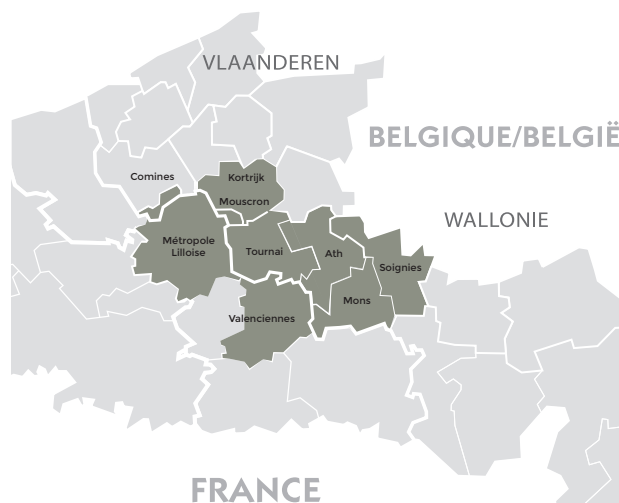 VLAANDEREN
BELGIQUE/BELGIË
Comines
Kortrijk
Mouscron
WALLONIE
Métropole
Lilloise
Tournai
Ath
Soignies
Mons
Valenciennes
FRANCE